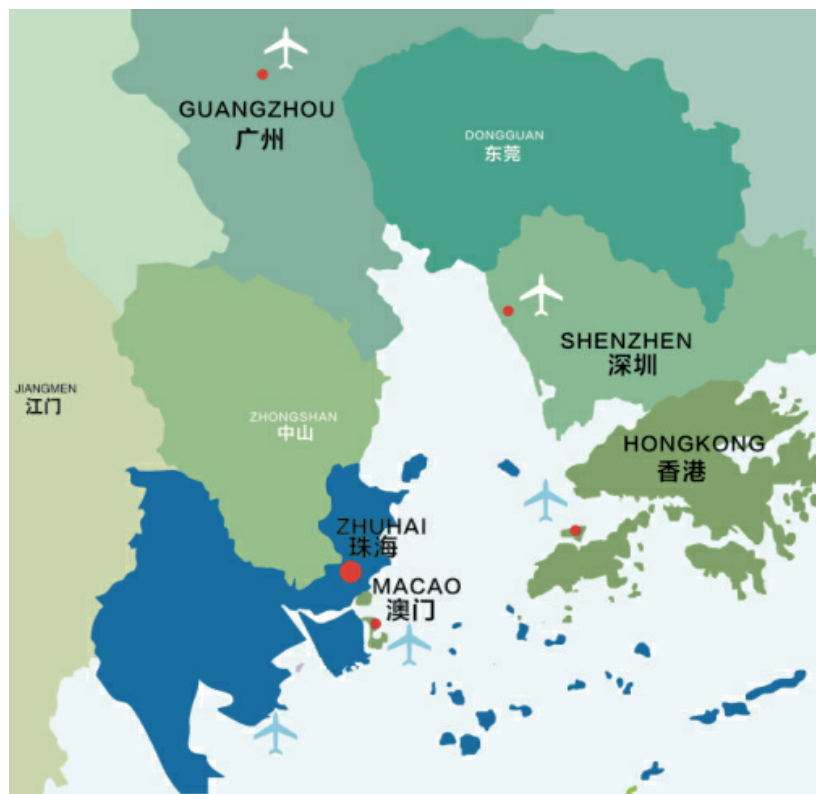 GUANGZHOU
广州
DONGGUAN
东莞
SHENZHEN
深圳
JIANGMEN
江门
ZHONGSHAN
中山
HONGKONG
香港
ZHUHAI
珠海
MACAO
澳门